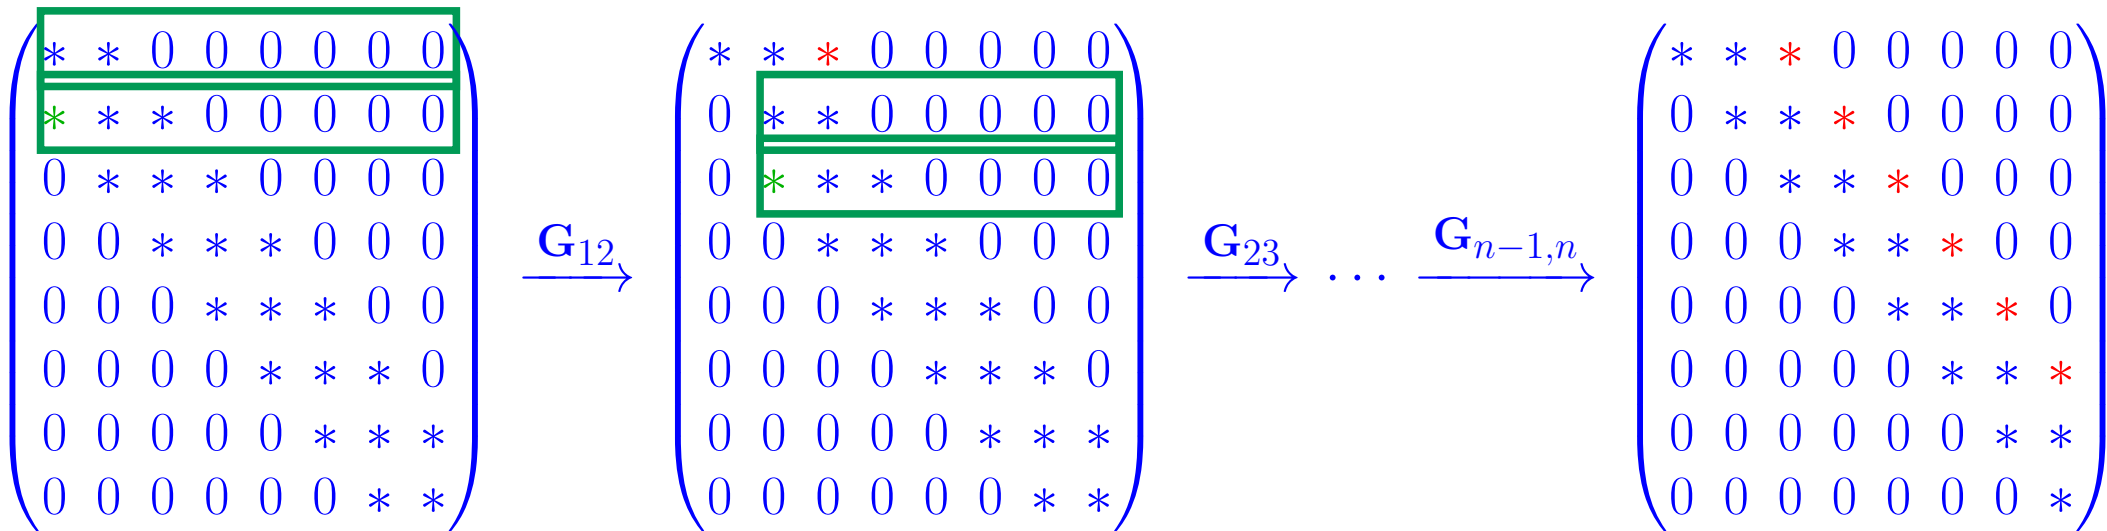 * * 0 0 0 0 0 0 * * * 0 0 0 0 0 * * * 0 0 0 0 0
* * * 0 0 0 0 0 0 * * 0 0 0 0 0 0 * * * 0 0 0 0
0 * * * 0 0 0 0 0 * * * 0 0 0 0 0 0 * * * 0 0 0
0 0 * * * 0 0 0 G₁₂ 0 0 * * * 0 0 0 G₂₃ Gₙ₋₁,ₙ 0 0 0 * * * 0 0
→ → ⋯ →
0 0 0 * * * 0 0 0 0 0 * * * 0 0 0 0 0 0 * * * 0
0 0 0 0 * * * 0 0 0 0 0 * * * 0 0 0 0 0 0 * * *
0 0 0 0 0 * * * 0 0 0 0 0 * * * 0 0 0 0 0 0 * *
0 0 0 0 0 0 * * 0 0 0 0 0 0 * * 0 0 0 0 0 0 0 *